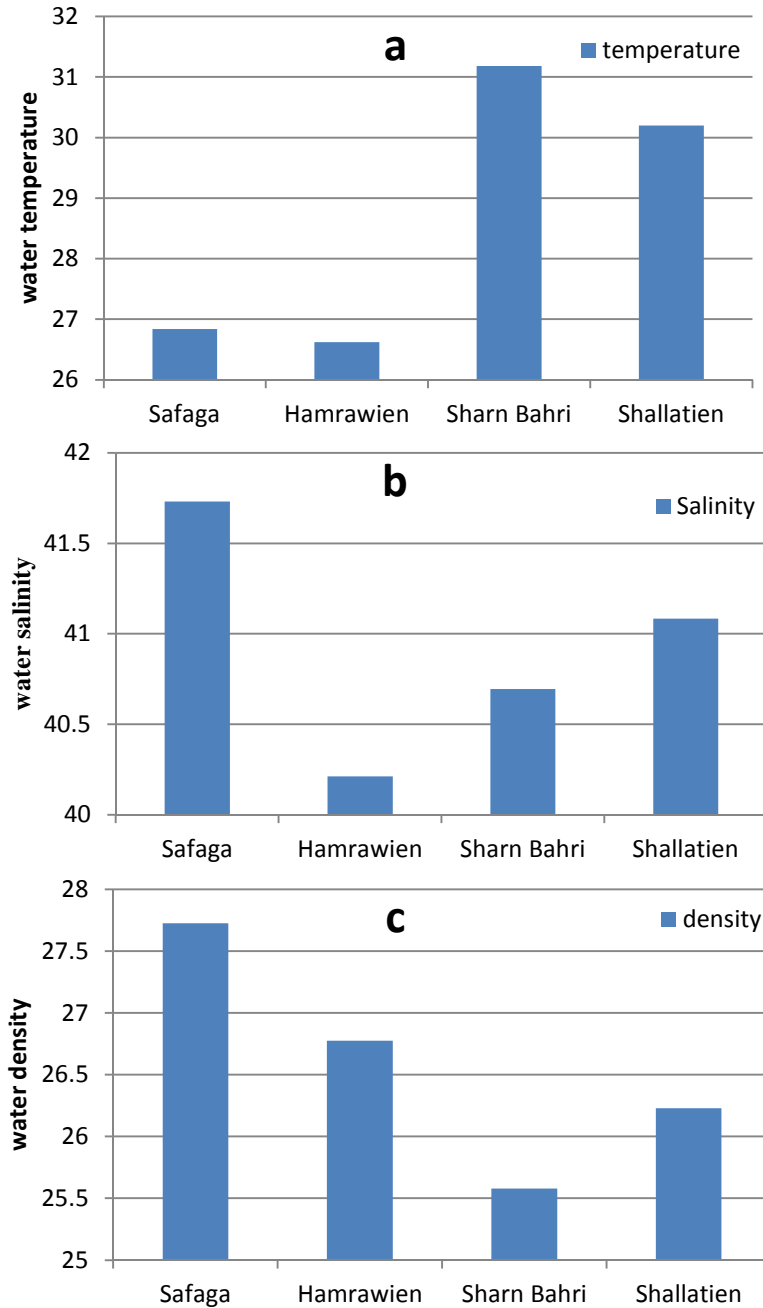 a
temperature
water temperature
32
31
30
29
28
27
26
Safaga Hamrawien Sharn Bahri Shallatien
b
Salinity
water salinity
42
41.5
41
40.5
40
Safaga Hamrawien Sharn Bahri Shallatien
c
density
water density
28
27.5
27
26.5
26
25.5
25
Safaga Hamrawien Sharn Bahri Shallatien